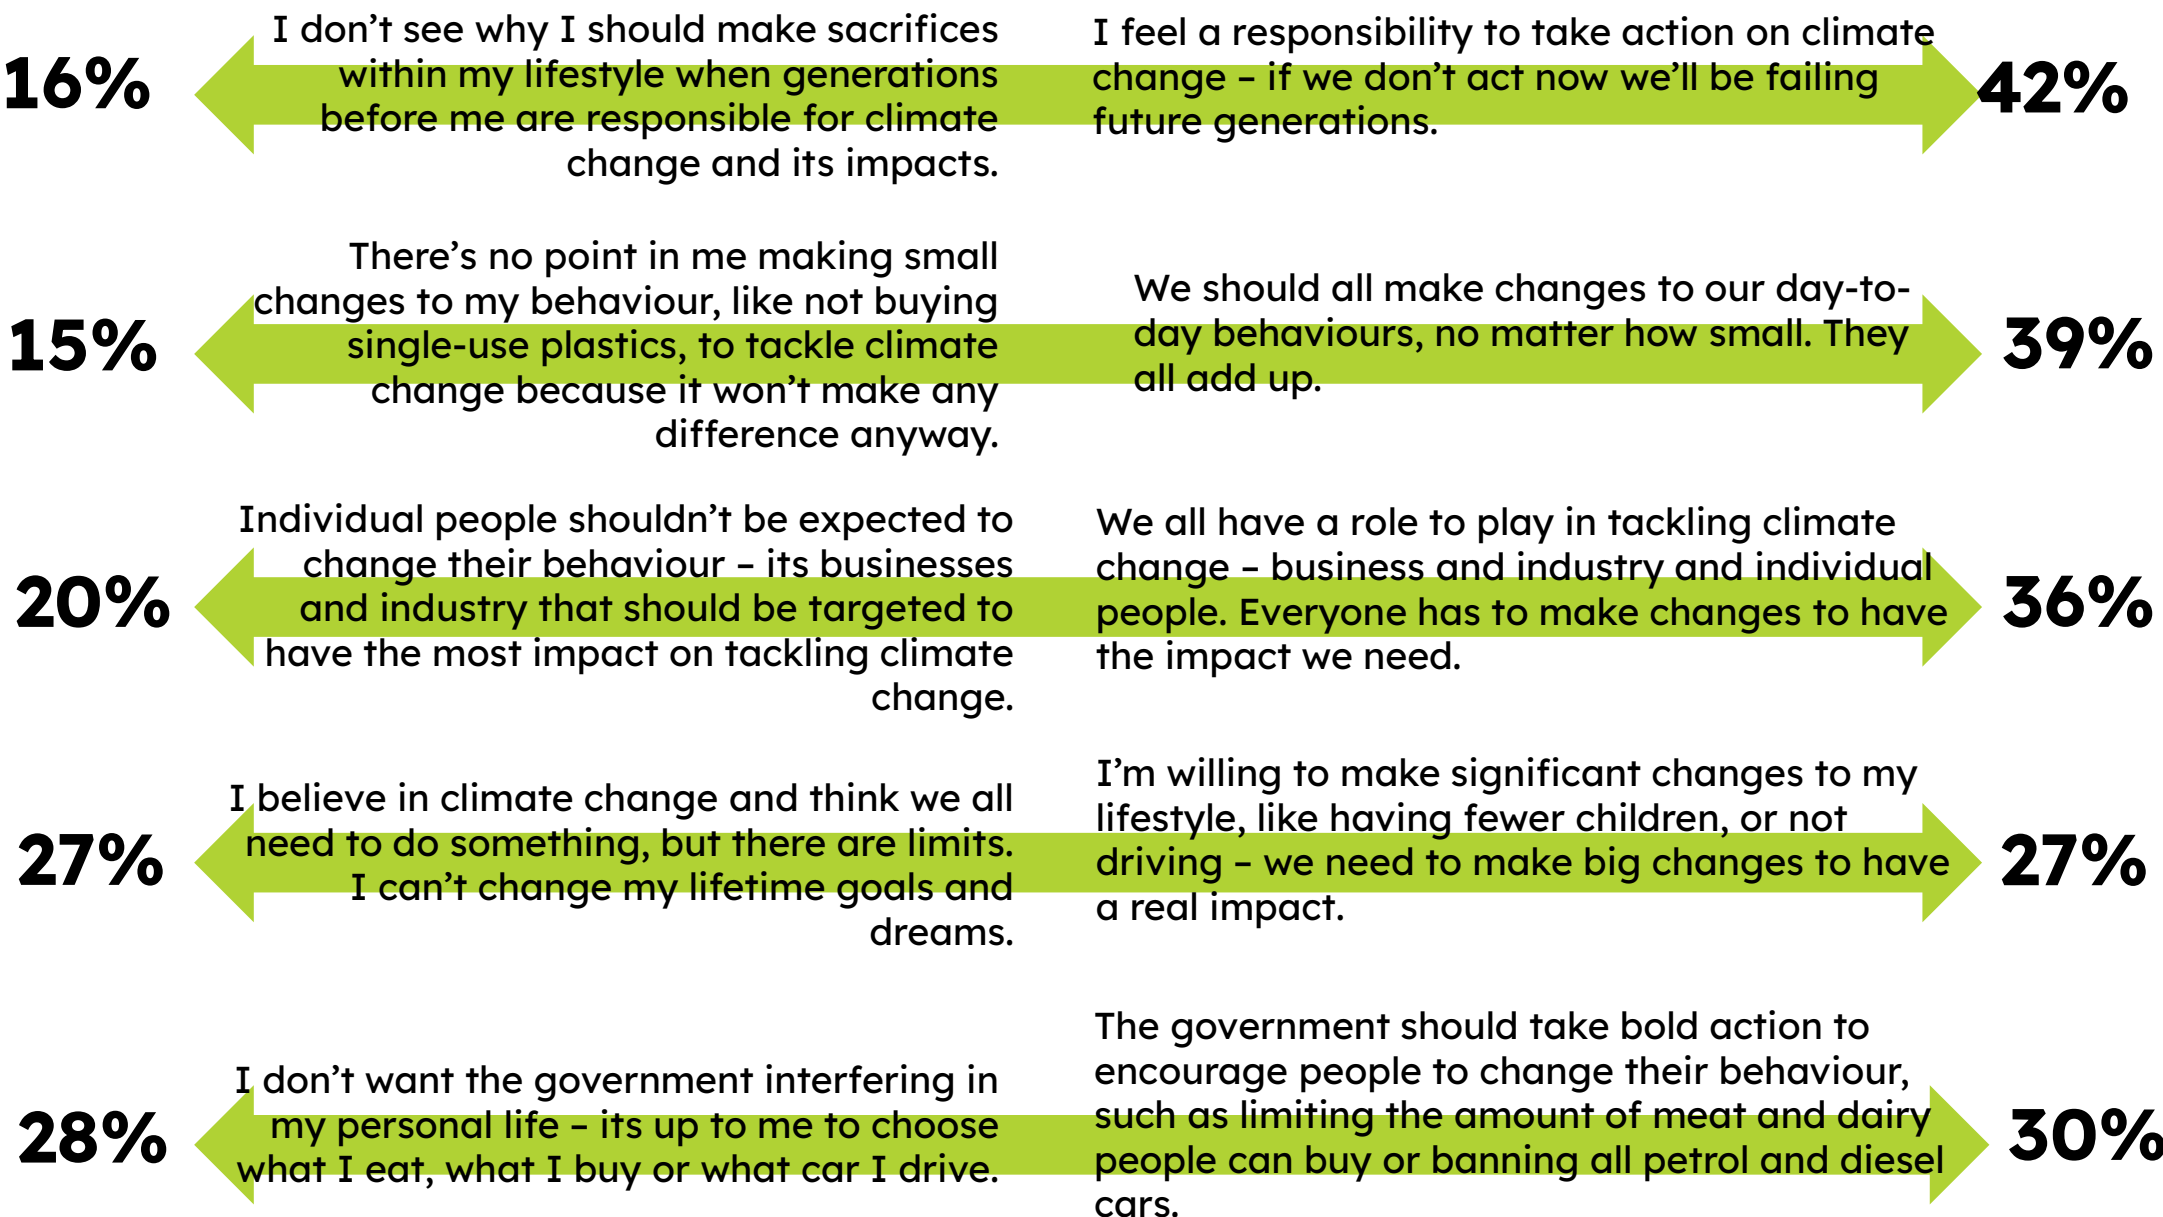 16%
I don’t see why I should make sacrifices
within my lifestyle when generations
before me are responsible for climate
change and its impacts.
I feel a responsibility to take action on climate
change – if we don’t act now we’ll be failing
future generations.
42%
15%
There’s no point in me making small
changes to my behaviour, like not buying
single-use plastics, to tackle climate
change because it won’t make any
difference anyway.
We should all make changes to our day-to-
day behaviours, no matter how small. They
all add up.
39%
20%
Individual people shouldn’t be expected to
change their behaviour – its businesses
and industry that should be targeted to
have the most impact on tackling climate
change.
We all have a role to play in tackling climate
change – business and industry and individual
people. Everyone has to make changes to have
the impact we need.
36%
27%
I believe in climate change and think we all
need to do something, but there are limits.
I can’t change my lifetime goals and
dreams.
I’m willing to make significant changes to my
lifestyle, like having fewer children, or not
driving – we need to make big changes to have
a real impact.
27%
28%
I don’t want the government interfering in
my personal life – its up to me to choose
what I eat, what I buy or what car I drive.
The government should take bold action to
encourage people to change their behaviour,
such as limiting the amount of meat and dairy
people can buy or banning all petrol and diesel
cars.
30%